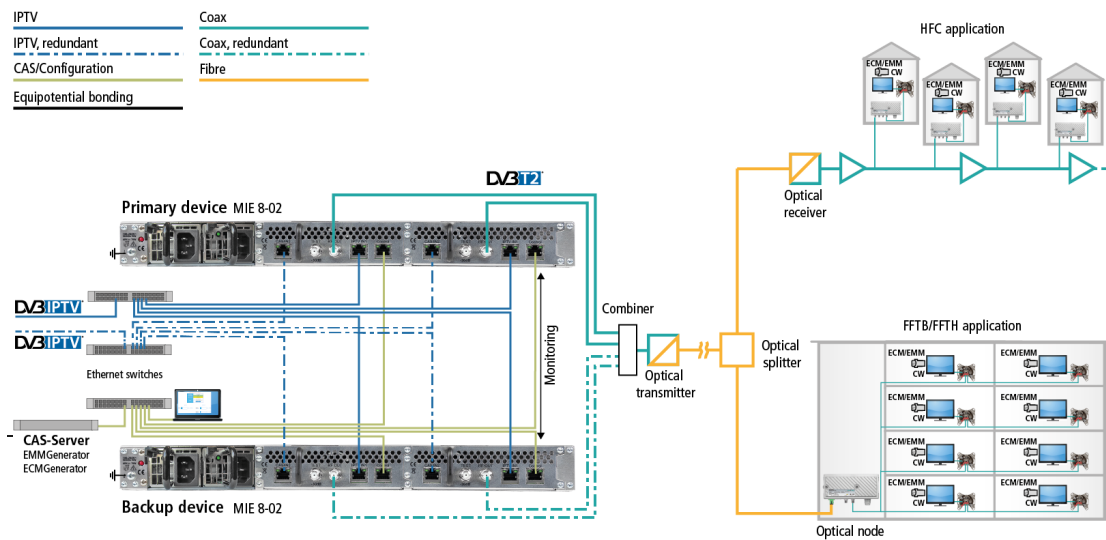 IPTV
Coax
IPTV, redundant
Coax, redundant
CAS/Configuration
Fibre
Equipotential bonding
HFC application
ECM/EMM
CW
ECM/EMM
CW
ECM/EMM
CW
ECM/EMM
CW
DVB T2
Optical
receiver
Primary device MIE 8-02
DVB IPTV
DVB IPTV
Ethernet switches
Monitoring
Combiner
Optical
transmitter
Optical
splitter
CAS-Server
EMMGenerator
ECMGenerator
Backup device MIE 8-02
FFTB/FFTH application
ECM/EMM
CW
ECM/EMM
CW
ECM/EMM
CW
ECM/EMM
CW
ECM/EMM
CW
ECM/EMM
CW
ECM/EMM
CW
ECM/EMM
CW
Optical node